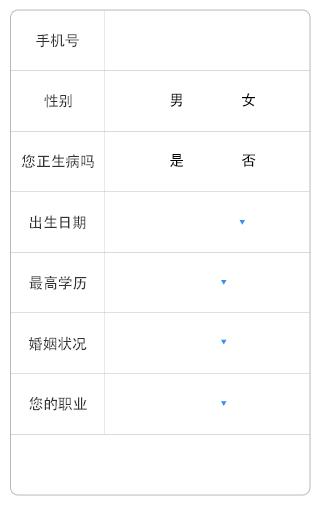 手机号
性别 男 女
您正生病吗 是 否
出生日期
最高学历
婚姻状况
您的职业